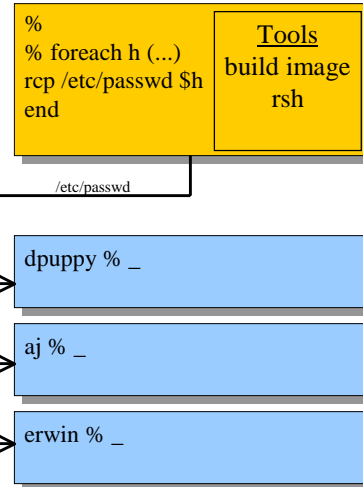 %
% foreach h (...)
rcp /etc/passwd $h
end
Tools
build image
rsh
/etc/passwd
dpuppy % _
aj % _
erwin % _